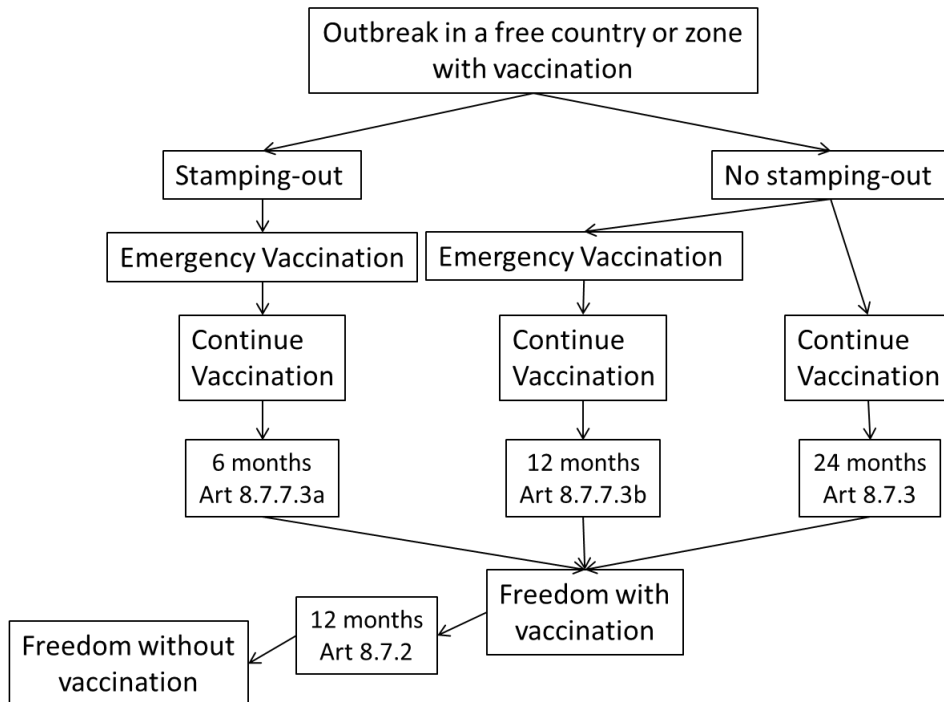 Outbreak in a free country or zone
with vaccination
Stamping-out
No stamping-out
Emergency Vaccination
Emergency Vaccination
Continue
Vaccination
Continue
Vaccination
Continue
Vaccination
6 months
Art 8.7.7.3a
12 months
Art 8.7.7.3b
24 months
Art 8.7.3
Freedom with
vaccination
12 months
Art 8.7.2
Freedom without
vaccination